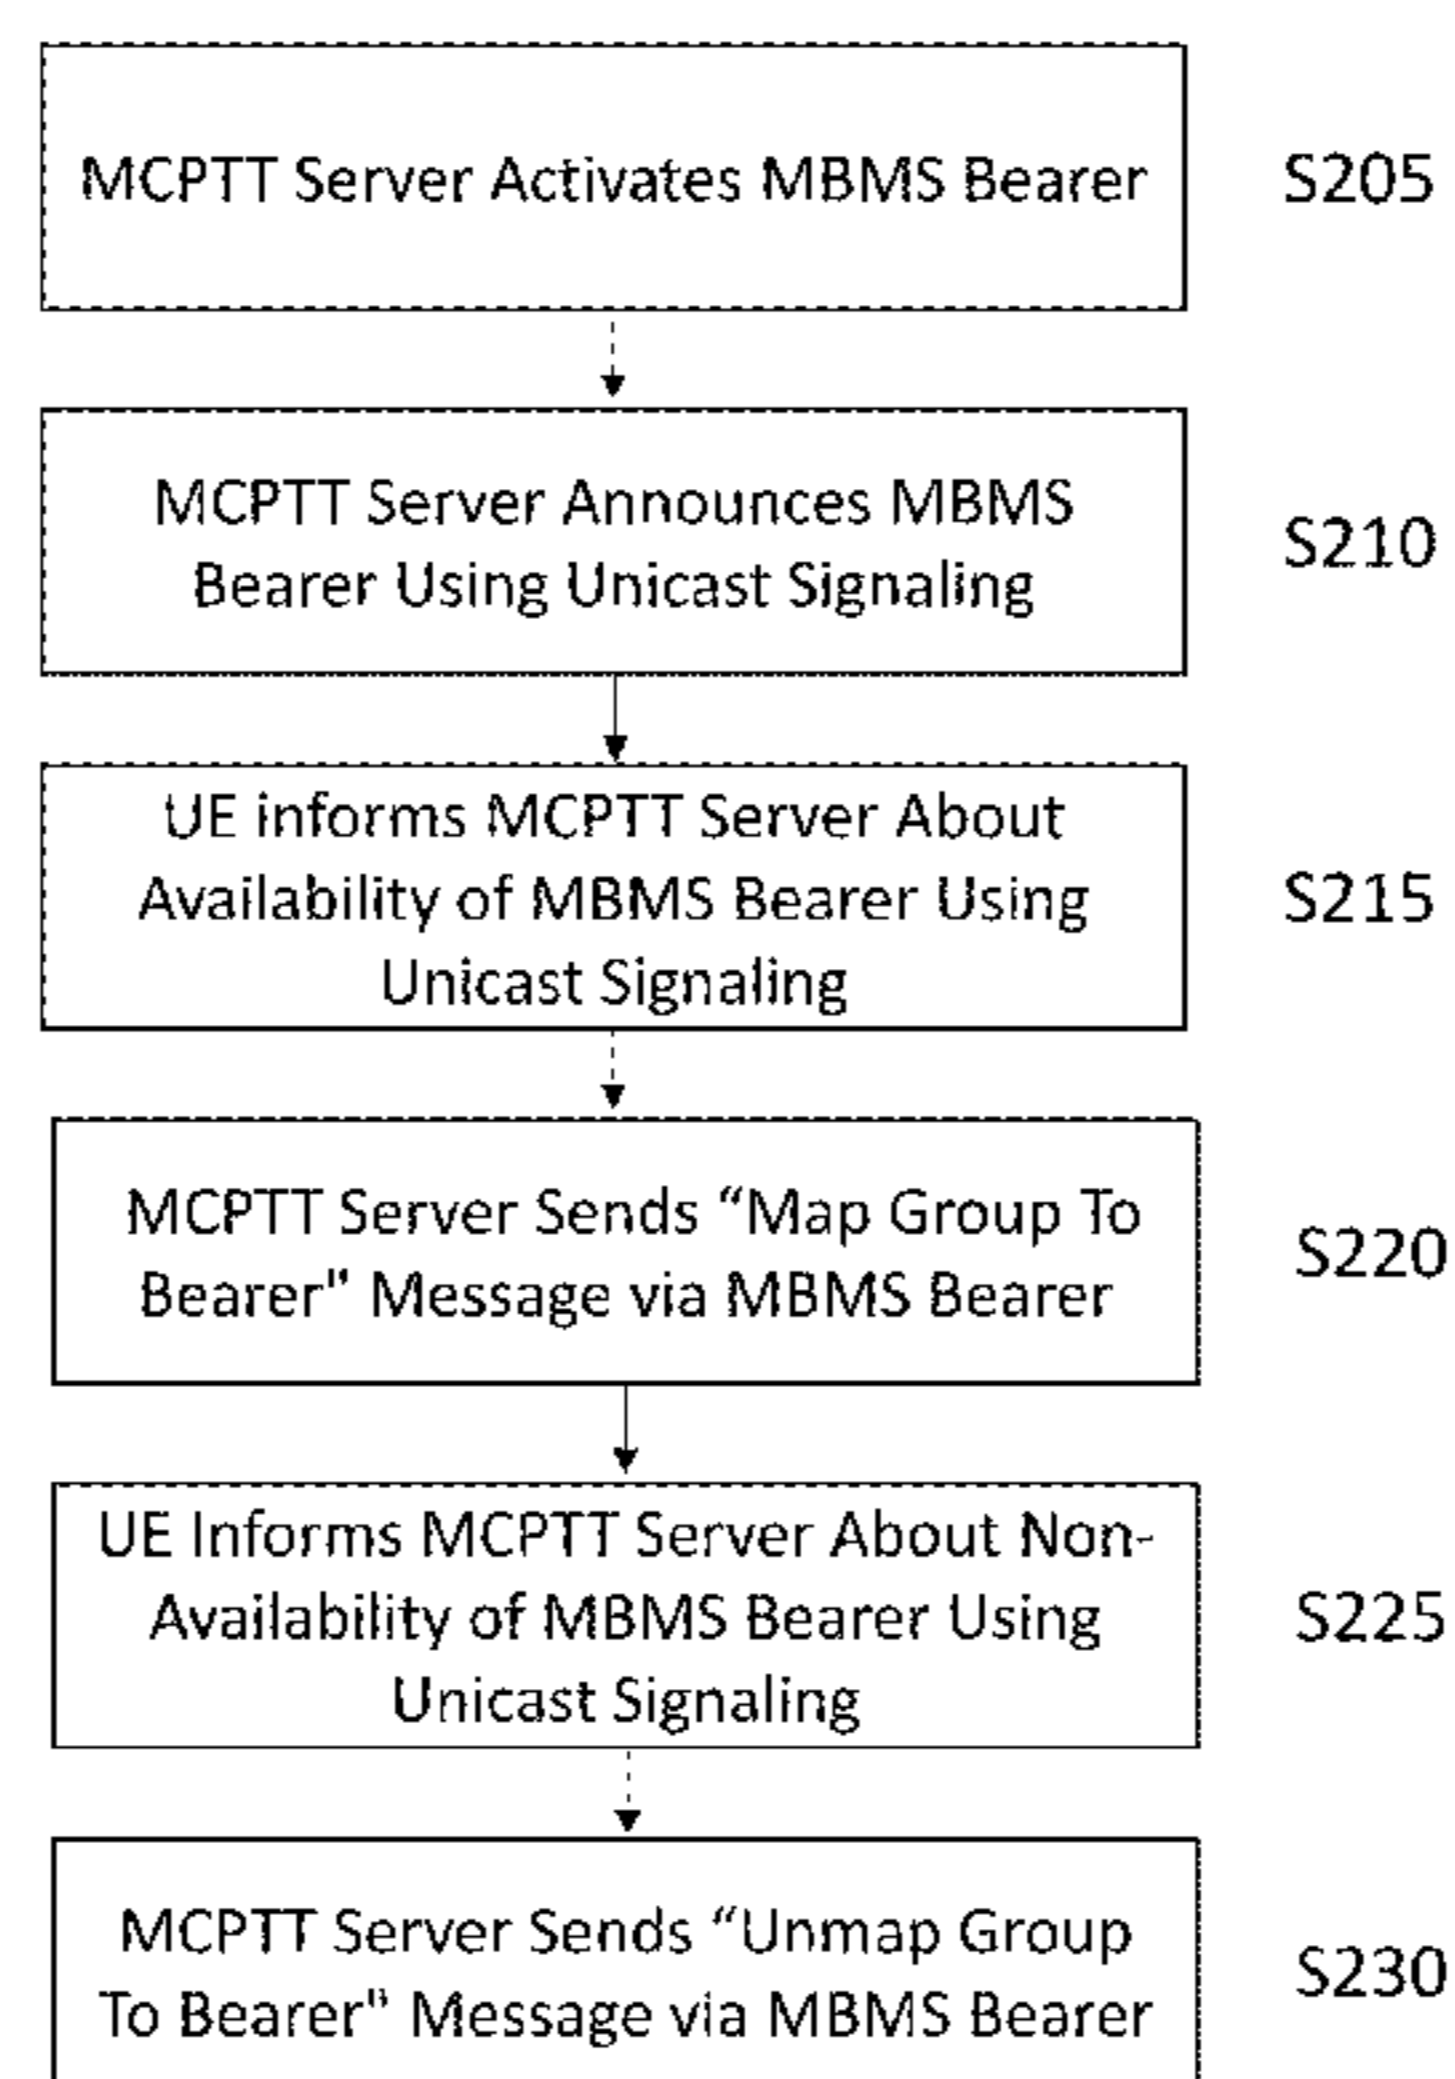 MCPTT Server Activates MBMS Bearer
S205
MCPTT Server Announces MBMS
Bearer Using Unicast Signaling
S210
UE informs MCPTT Server About
Availability of MBMS Bearer Using
Unicast Signaling
S215
MCPTT Server Sends “Map Group To
Bearer" Message via MBMS Bearer
S220
UE Informs MCPTT Server About Non-
Availability of MBMS Bearer Using
Unicast Signaling
S225
MCPTT Server Sends “Unmap Group
To Bearer" Message via MBMS Bearer
S230